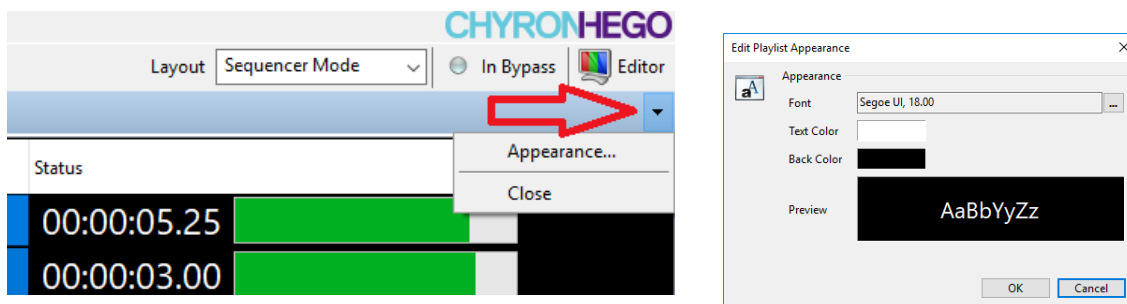 CHYRONHEGO
Layout Sequencer Mode In Bypass Editor
Appearance...
Close
Status
00:00:05.25
00:00:03.00
Edit Playlist Appearance
Appearance
aA
Font Segoe UI, 18.00 ...
Text Color
Back Color
Preview AaBbYyZz
OK Cancel